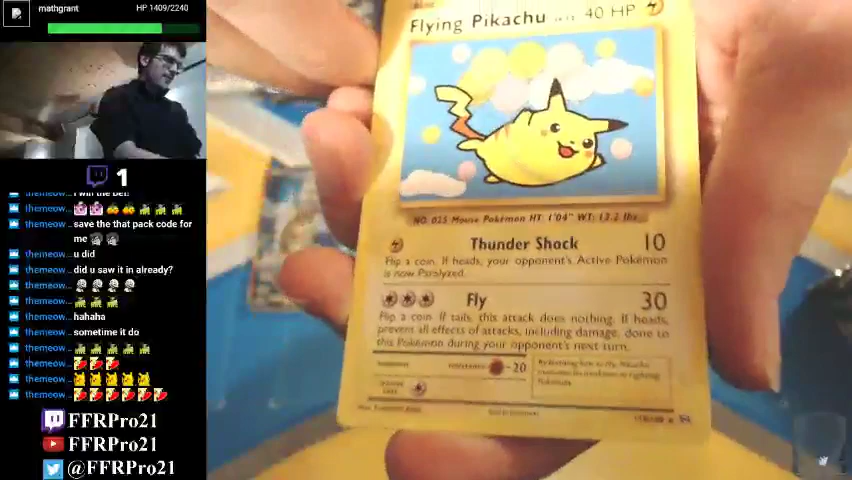 mathgrant
HP 1409/2240
1
themeow... I win the bet!
themeow...
themeow... save the that pack code for
me
themeow... u did
themeow... did u saw it in already?
themeow...
themeow...
themeow... hahaha
themeow... sometime it do
themeow...
themeow...
themeow...
themeow...
FFRPro21
FFRPro21
@FFRPro21
Flying Pikachu 40 HP
NO. 025 Mouse Pokémon HT: 1'04" WT: 13.2 lbs.
Thunder Shock 10
Flip a coin. If heads, your opponent's Active Pokémon
is now Paralyzed.
Fly 30
Flip a coin. If tails, this attack does nothing. If heads,
prevent all effects of attacks, including damage, done to
this Pokémon during your opponent's next turn.
-20